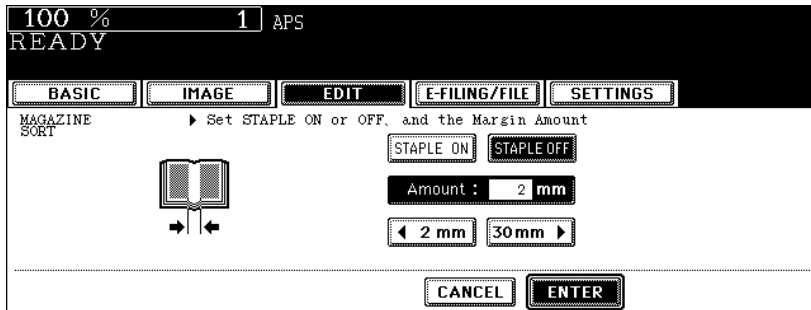 100 % 1 APS
READY
BASIC IMAGE EDIT E-FILING/FILE SETTINGS
MAGAZINE SORT
▶ Set STAPLE ON or OFF, and the Margin Amount
STAPLE ON STAPLE OFF
Amount : 2 mm
◀ 2 mm 30mm ▶
CANCEL ENTER